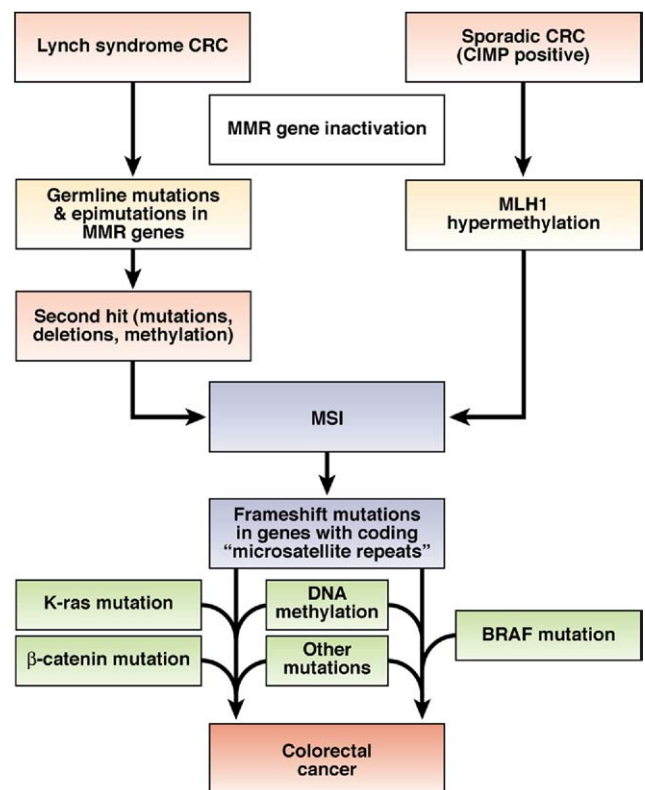 Lynch syndrome CRC
Sporadic CRC
(CIMP positive)
MMR gene inactivation
Germline mutations
& epimutations in
MMR genes
MLH1
hypermethylation
Second hit (mutations,
deletions, methylation)
MSI
Frameshift mutations
in genes with coding
“microsatellite repeats”
K-ras mutation
DNA
methylation
BRAF mutation
β-catenin mutation
Other
mutations
Colorectal
cancer